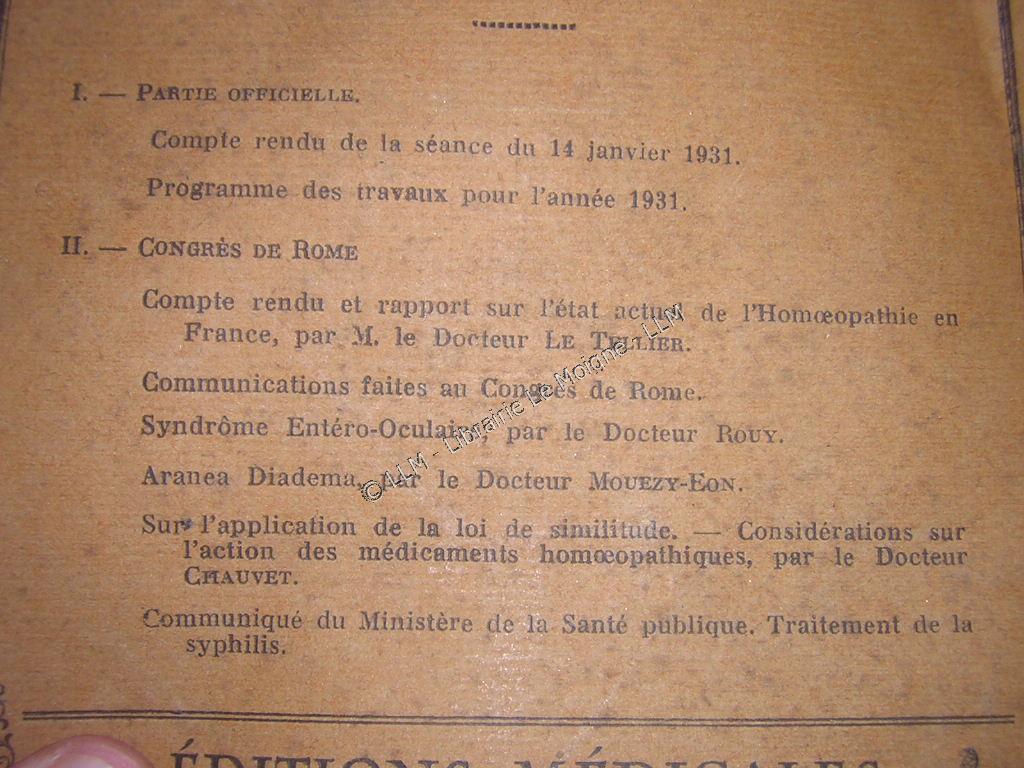 I. — PARTIE OFFICIELLE.
Compte rendu de la séance du 14 janvier 1931.
Programme des travaux pour l'année 1931.
II. — CONGRÈS DE ROME
Compte rendu et rapport sur l'état actuel de l'Homœopathie en
France, par M. le Docteur LE TELLIER.
Communications faites au Congrès de Rome.
Syndrôme Entéro-Oculaire, par le Docteur ROUY.
Aranea Diadema, par le Docteur MOUEZY-EON.
Sur l'application de la loi de similitude. — Considérations sur
l'action des médicaments homœopathiques, par le Docteur
CHAUVET.
Communiqué du Ministère de la Santé publique. Traitement de la
syphilis.
ÉDITIONS MÉDICALES
© LLM - Librairie Le Moigne - LLM